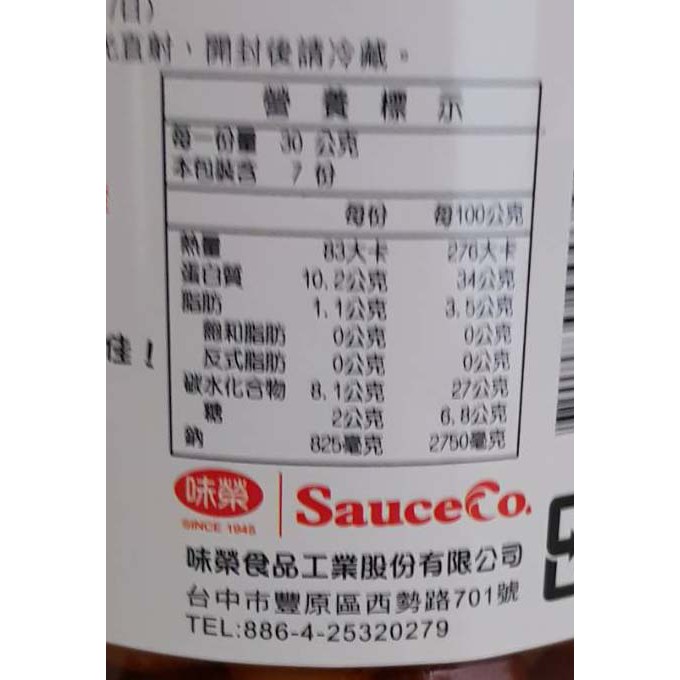 /日)
直射、開封後請冷藏。
營養標示
每一份量 30 公克
本包裝含 7 份
每份 每100公克
熱量 83大卡 276大卡
蛋白質 10.2公克 34公克
脂肪 1.1公克 3.5公克
飽和脂肪 0公克 0公克
反式脂肪 0公克 0公克
碳水化合物 8.1公克 27公克
糖 2公克 6.8公克
鈉 825毫克 2750毫克
佳！
味榮 SauceCo.
SINCE 1945
味榮食品工業股份有限公司
台中市豐原區西勢路701號
TEL:886-4-25320279